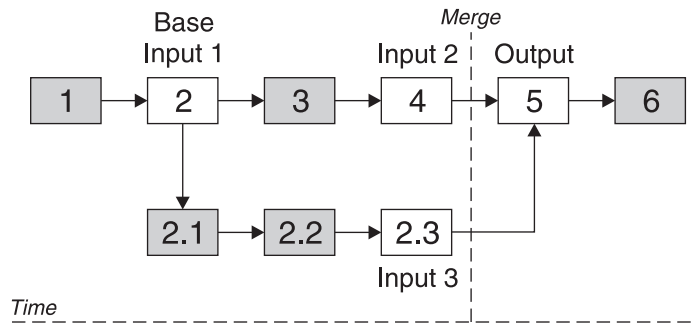 Merge
Base
Input 1
Input 2
Output
1
2
3
4
5
6
2.1
2.2
2.3
Input 3
Time